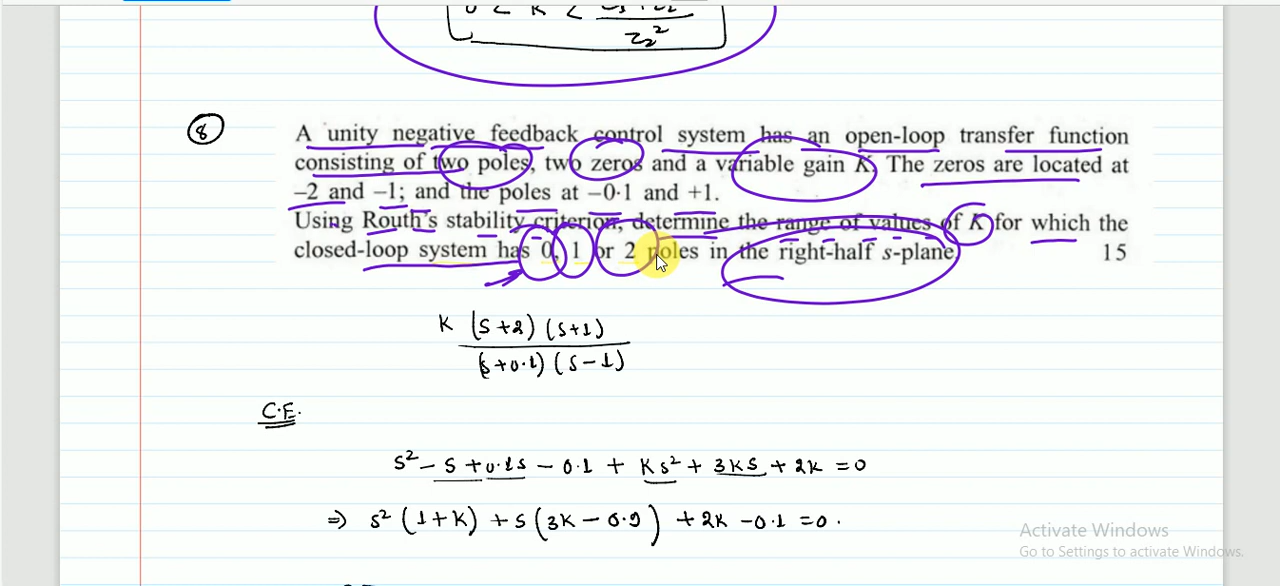 0 < K <
z₂²
8
A unity negative feedback control system has an open-loop transfer function
consisting of two poles, two zeros and a variable gain K. The zeros are located at
−2 and −1; and the poles at −0·1 and +1.
Using Routh's stability criterion, determine the range of values of K for which the
closed-loop system has 0, 1 or 2 poles in the right-half s-plane 15
K (s+2) (s+1)
(s+0.1) (s-1)
C.E.
s² - s + 0.1s - 0.1 + Ks² + 3KS + 2K = 0
⇒ s² (1+K) + s (3K - 0.9) + 2K - 0.1 = 0.
Activate Windows
Go to Settings to activate Windows.